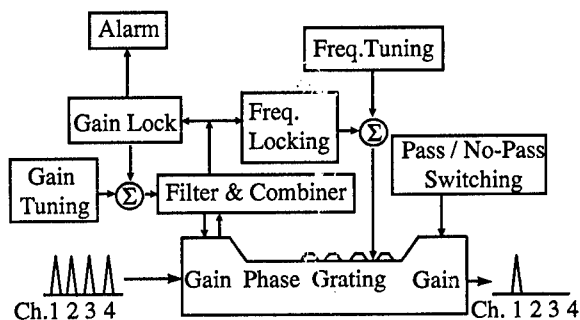 Alarm
Freq.Tuning
Gain Lock
Freq.
Locking
Σ
Pass / No-Pass
Switching
Gain
Tuning
Σ
Filter & Combiner
Gain Phase Grating Gain
Ch.1 2 3 4
Ch. 1 2 3 4